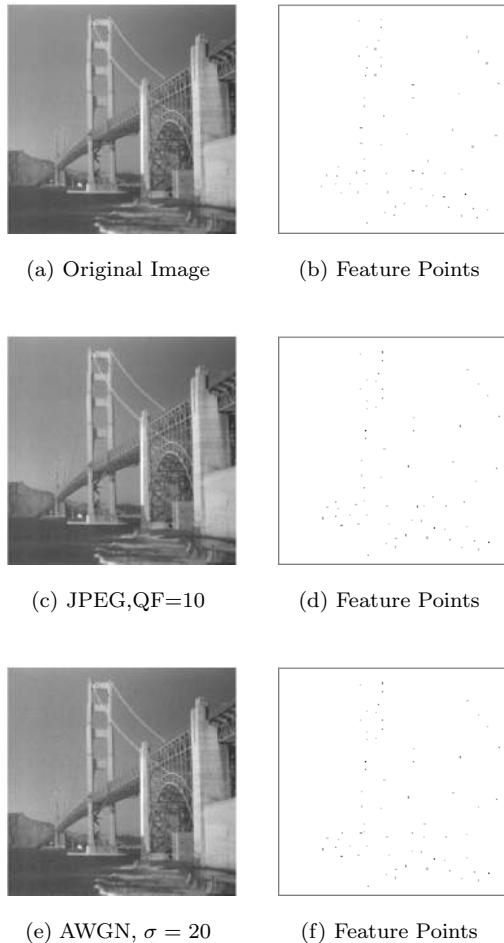 (a) Original Image
(b) Feature Points
(c) JPEG,QF=10
(d) Feature Points
(e) AWGN, σ = 20
(f) Feature Points